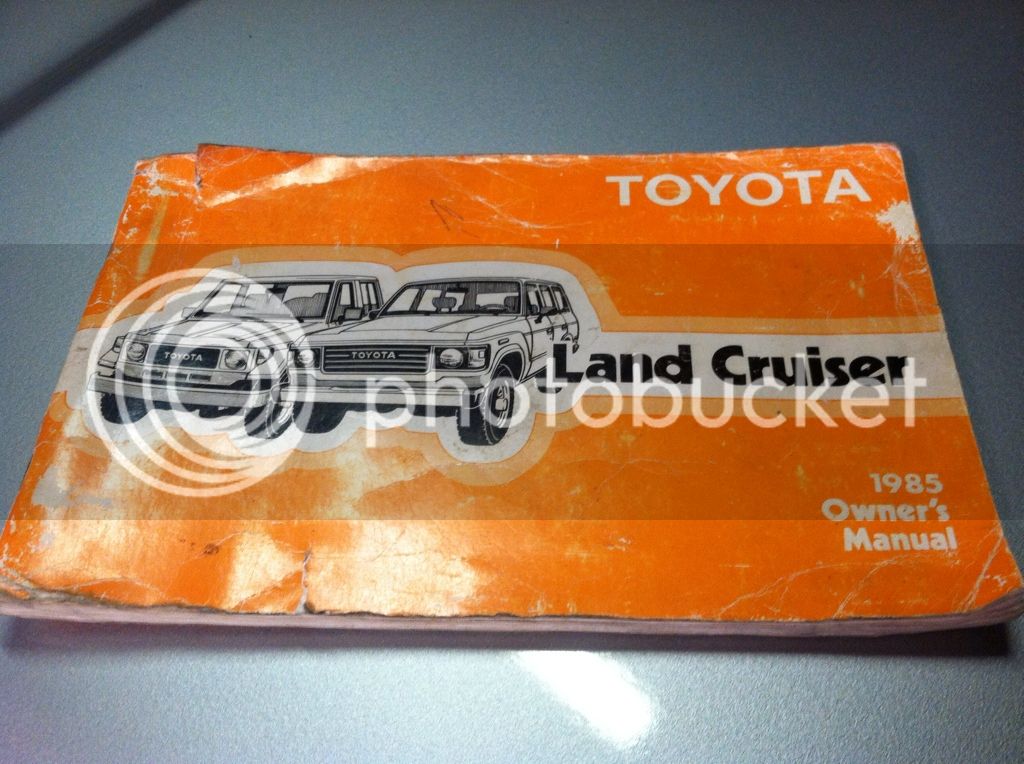 TOYOTA
TOYOTA
TOYOTA
Land Cruiser
photobucket
1985
Owner's
Manual